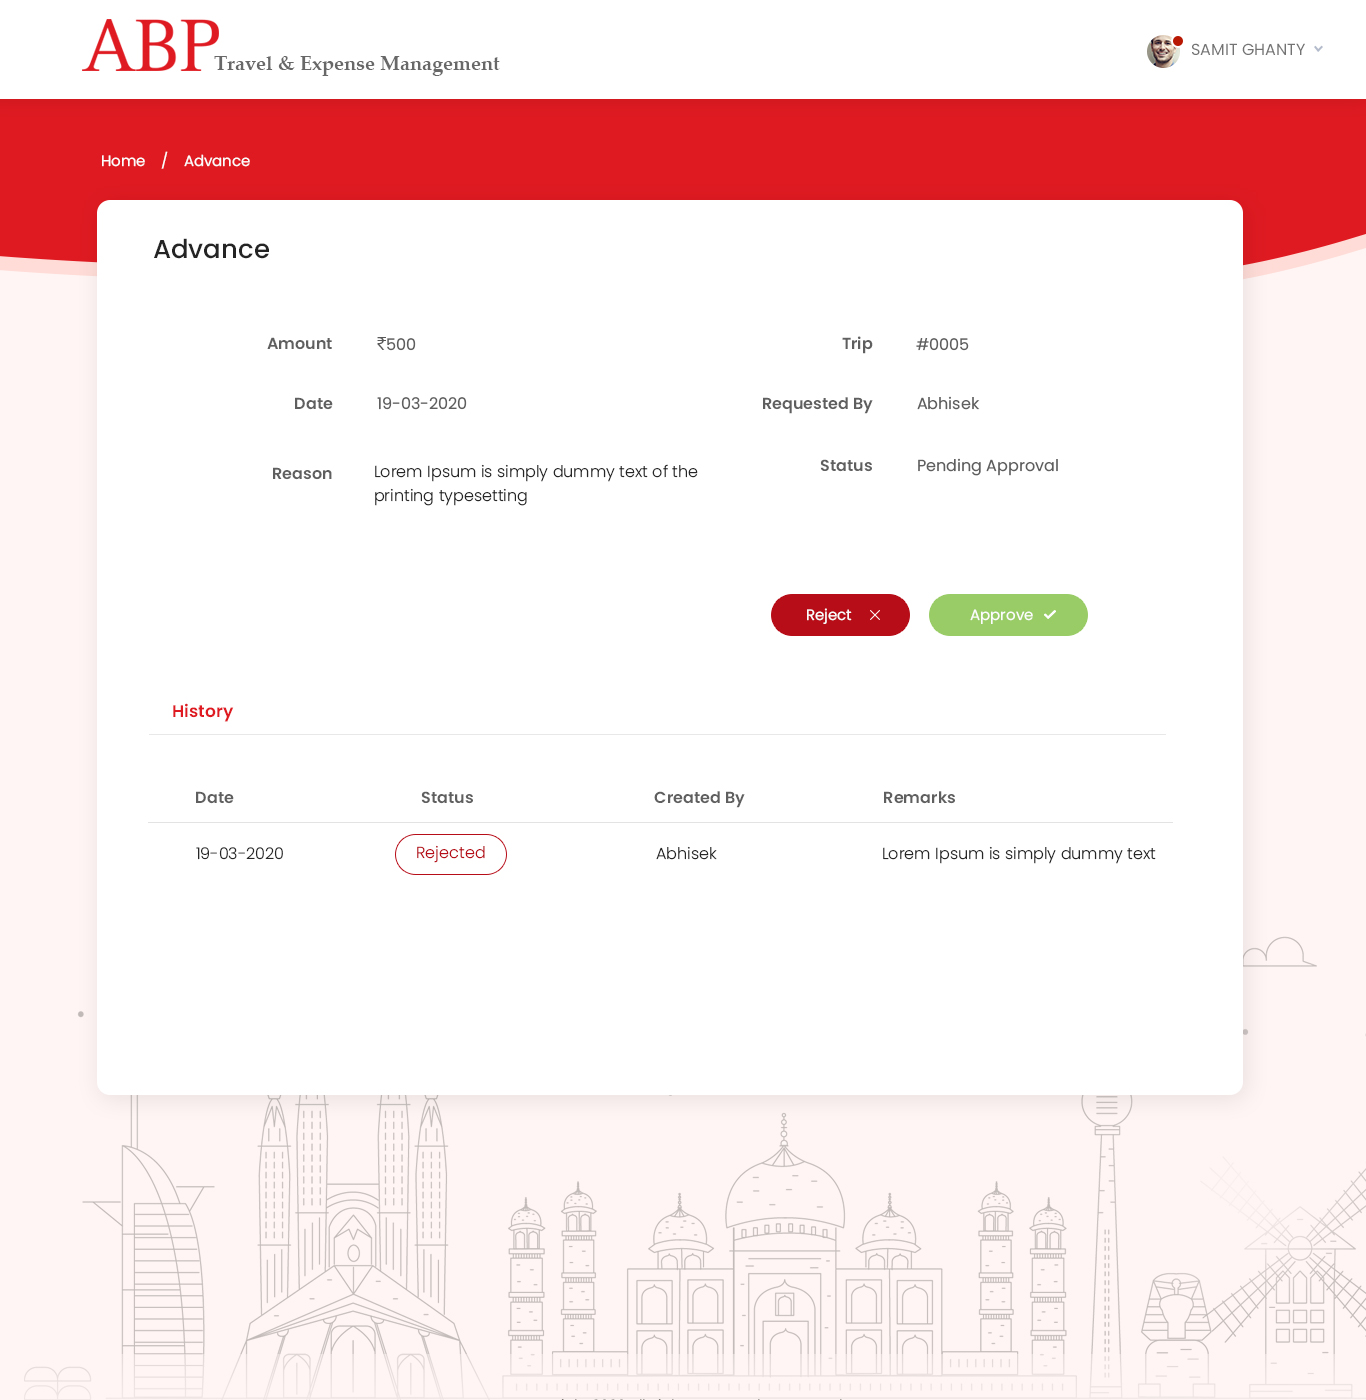 ABP Travel & Expense Management
SAMIT GHANTY
Home / Advance
Advance
Amount ₹500
Trip #0005
Date 19-03-2020
Requested By Abhisek
Reason Lorem Ipsum is simply dummy text of the
printing typesetting
Status Pending Approval
Reject
Approve
History
Date Status Created By Remarks
19-03-2020 Rejected Abhisek Lorem Ipsum is simply dummy text